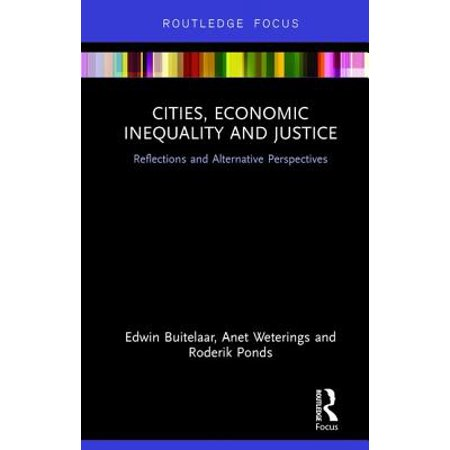 ROUTLEDGE FOCUS
CITIES, ECONOMIC
INEQUALITY AND JUSTICE
Reflections and Alternative Perspectives
Edwin Buitelaar, Anet Weterings and
Roderik Ponds
ROUTLEDGE
Focus